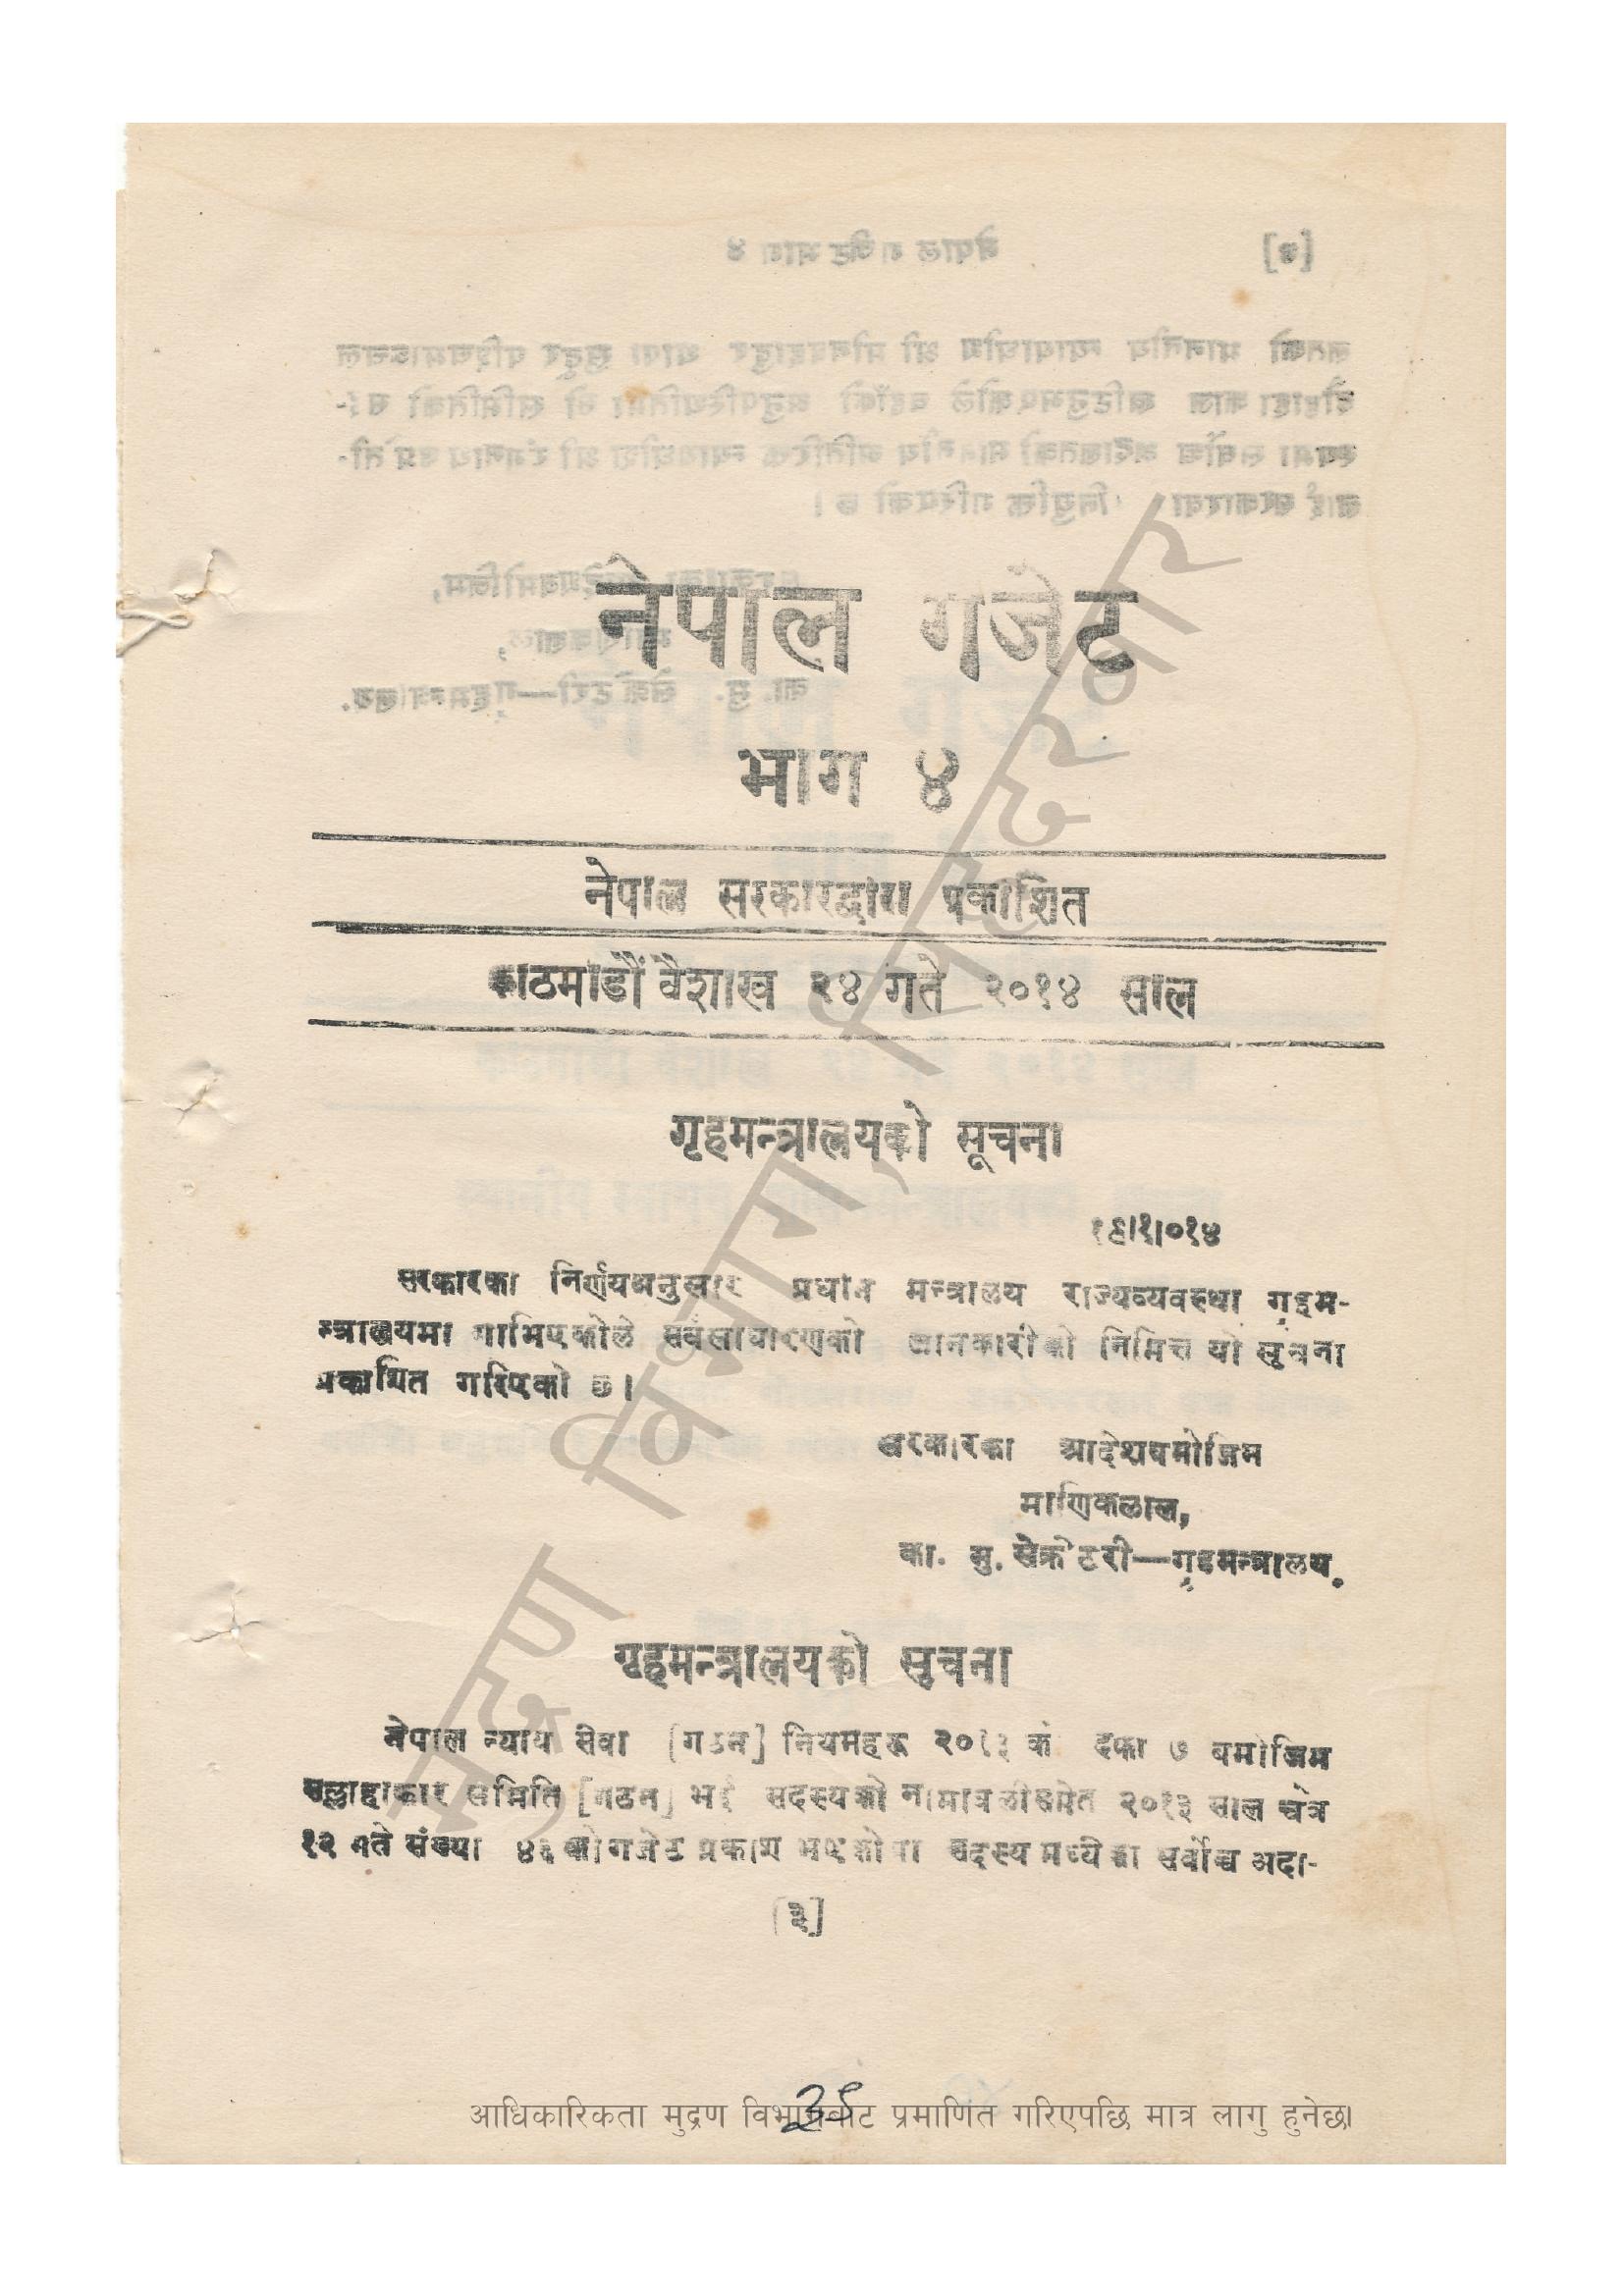 नेपाल गजेट
भाग ४
नेपाल सरकारद्वारा प्रकाशित
काठमाडौं वैशाख २४ गते २०१४ साल
गृहमन्त्रालयको सूचना
१६।१।०१४
सरकारका निर्णयअनुसार प्रधान मन्त्रालय राज्यव्यवस्था गृहम-
न्त्रालयमा गाभिएकोले सर्वसाधारणको जानकारीको निमित्त यो सूचना
प्रकाशित गरिएको छ।
सरकारका आदेशबमोजिम
माणिकलाल,
का. मु. सेक्रेटरी—गृहमन्त्रालय.
गृहमन्त्रालयको सूचना
नेपाल न्याय सेवा [गठन] नियमहरू २०१३ को दफा ७ बमोजिम
सल्लाहाकार समिति [गठन] भई सदस्यको नामावलीसमेत २०१३ साल चैत्र
१२ गते संख्या ४६ को गजेट प्रकाश भएकोमा सदस्य मध्येका सर्वोच्च अदा-
[३]
३९
आधिकारिकता मुद्रण विभागबाट प्रमाणित गरिएपछि मात्र लागु हुनेछ।
मुद्रण विभाग, सिंहदरबार